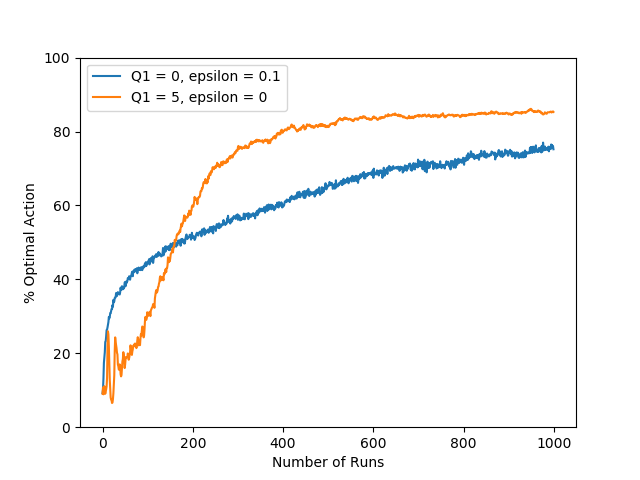 Q1 = 0, epsilon = 0.1
Q1 = 5, epsilon = 0
% Optimal Action
100
80
60
40
20
0
0 200 400 600 800 1000
Number of Runs